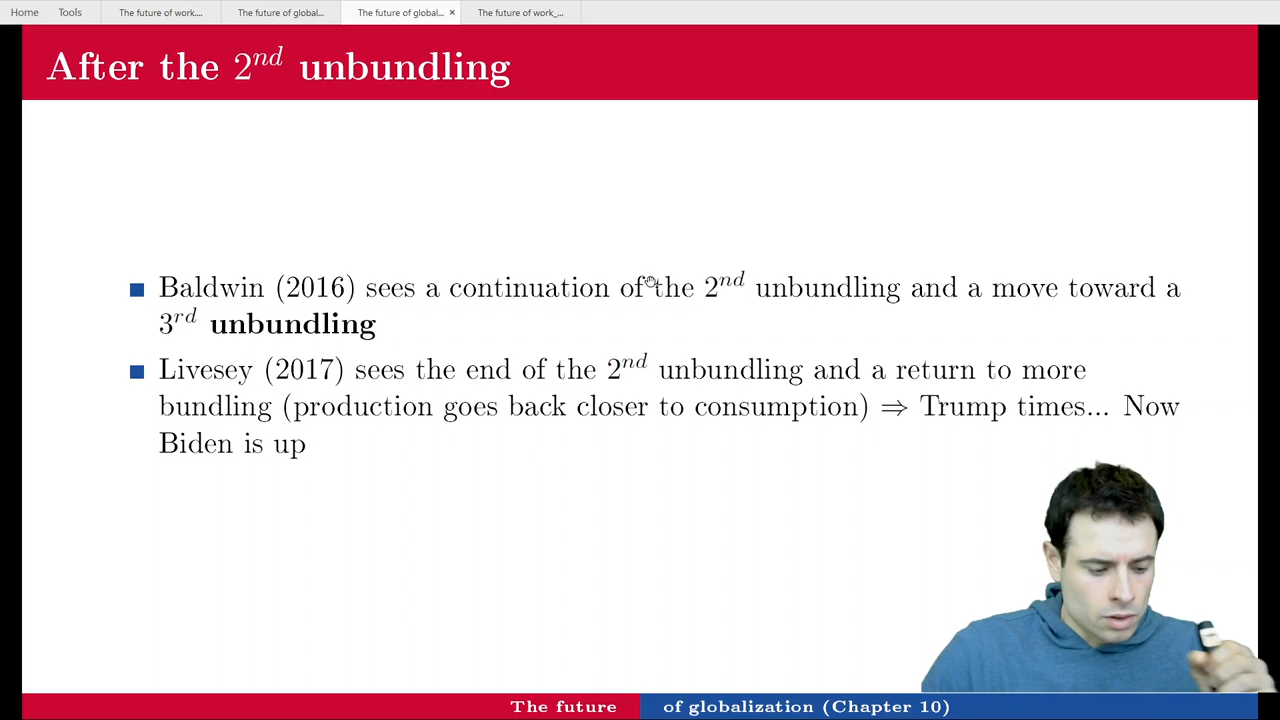 Home Tools The future of work.... The future of global... The future of global... × The future of work_...
After the 2nd unbundling
Baldwin (2016) sees a continuation of the 2nd unbundling and a move toward a
3rd unbundling
Livesey (2017) sees the end of the 2nd unbundling and a return to more
bundling (production goes back closer to consumption) ⇒ Trump times... Now
Biden is up
The future of globalization (Chapter 10)